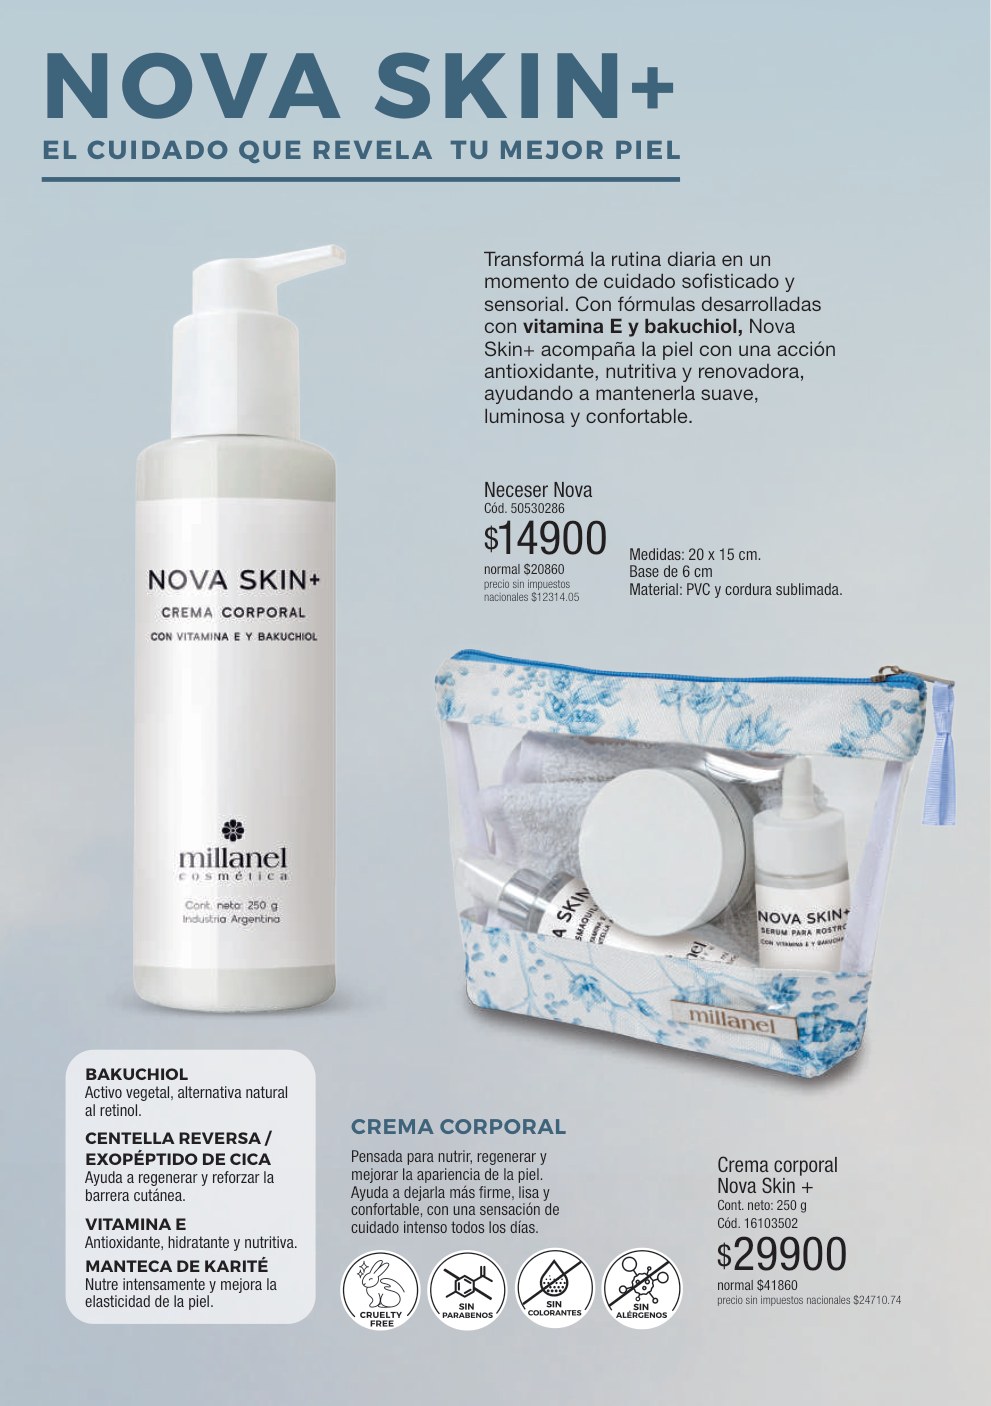 NOVA SKIN+
EL CUIDADO QUE REVELA TU MEJOR PIEL
Transformá la rutina diaria en un
momento de cuidado sofisticado y
sensorial. Con fórmulas desarrolladas
con vitamina E y bakuchiol, Nova
Skin+ acompaña la piel con una acción
antioxidante, nutritiva y renovadora,
ayudando a mantenerla suave,
luminosa y confortable.
Neceser Nova
Cód. 50530286
$14900
normal $20860
precio sin impuestos
nacionales $12314.05
Medidas: 20 x 15 cm.
Base de 6 cm
Material: PVC y cordura sublimada.
NOVA SKIN+
CREMA CORPORAL
CON VITAMINA E Y BAKUCHIOL
millanel
cosmética
Cont. neto: 250 g
Industria Argentina
A SKIN
NOVA SKIN+
SERUM PARA ROSTRO
CON VITAMINA E Y BAKUCHI
millanel
BAKUCHIOL
Activo vegetal, alternativa natural
al retinol.
CENTELLA REVERSA /
EXOPÉPTIDO DE CICA
Ayuda a regenerar y reforzar la
barrera cutánea.
VITAMINA E
Antioxidante, hidratante y nutritiva.
MANTECA DE KARITÉ
Nutre intensamente y mejora la
elasticidad de la piel.
CREMA CORPORAL
Pensada para nutrir, regenerar y
mejorar la apariencia de la piel.
Ayuda a dejarla más firme, lisa y
confortable, con una sensación de
cuidado intenso todos los días.
CRUELTY
FREE
SIN
PARABENOS
SIN
COLORANTES
SIN
ALÉRGENOS
Crema corporal
Nova Skin +
Cont. neto: 250 g
Cód. 16103502
$29900
normal $41860
precio sin impuestos nacionales $24710.74